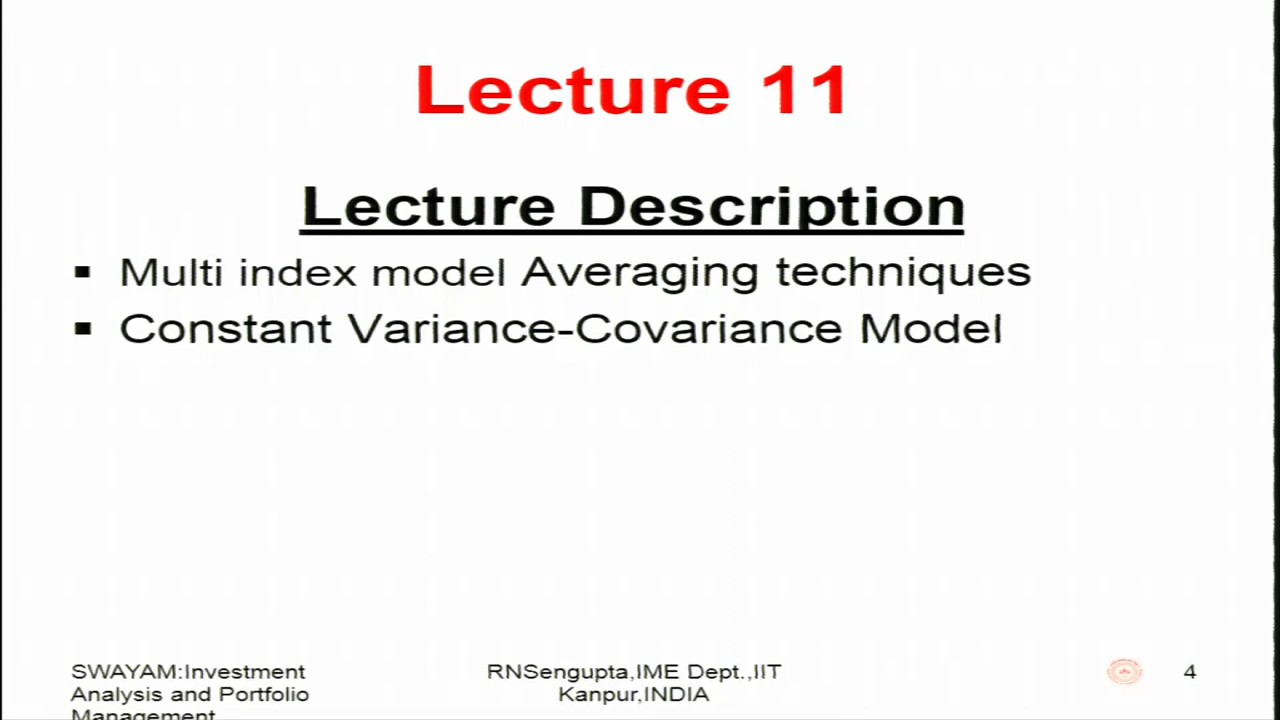 Lecture 11
Lecture Description
▪ Multi index model Averaging techniques
▪ Constant Variance-Covariance Model
SWAYAM:Investment
Analysis and Portfolio
Management
RNSengupta,IME Dept.,IIT
Kanpur,INDIA
4